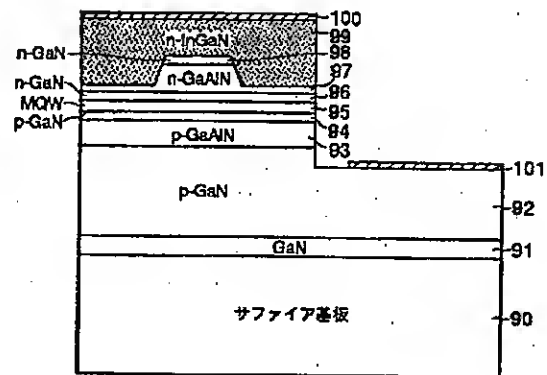 100
n-InGaN
99
n-GaN
98
n-GaAlN
97
n-GaN
96
MQW
95
p-GaN
94
p-GaAlN
93
101
p-GaN
92
GaN
91
サファイア基板
90